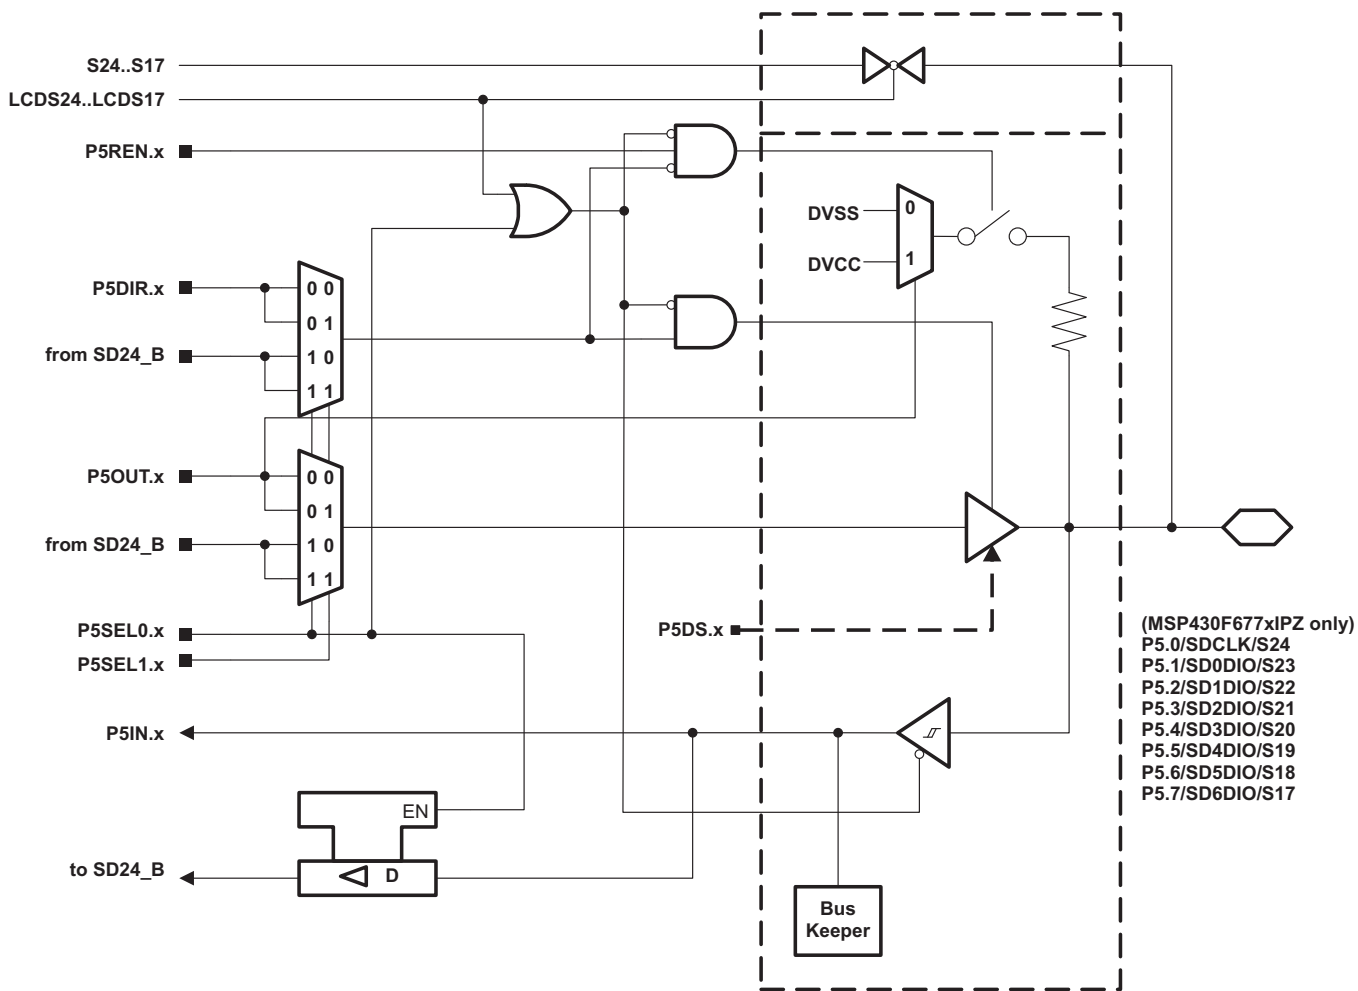 S24..S17
LCDS24..LCDS17
P5REN.x
DVSS
0
DVCC
1
P5DIR.x
0 0
0 1
from SD24_B
1 0
1 1
P5OUT.x
0 0
0 1
from SD24_B
1 0
1 1
P5SEL0.x
P5SEL1.x
P5DS.x
(MSP430F677xIPZ only)
P5.0/SDCLK/S24
P5.1/SD0DIO/S23
P5.2/SD1DIO/S22
P5.3/SD2DIO/S21
P5.4/SD3DIO/S20
P5.5/SD4DIO/S19
P5.6/SD5DIO/S18
P5.7/SD6DIO/S17
P5IN.x
EN
to SD24_B
D
Bus
Keeper